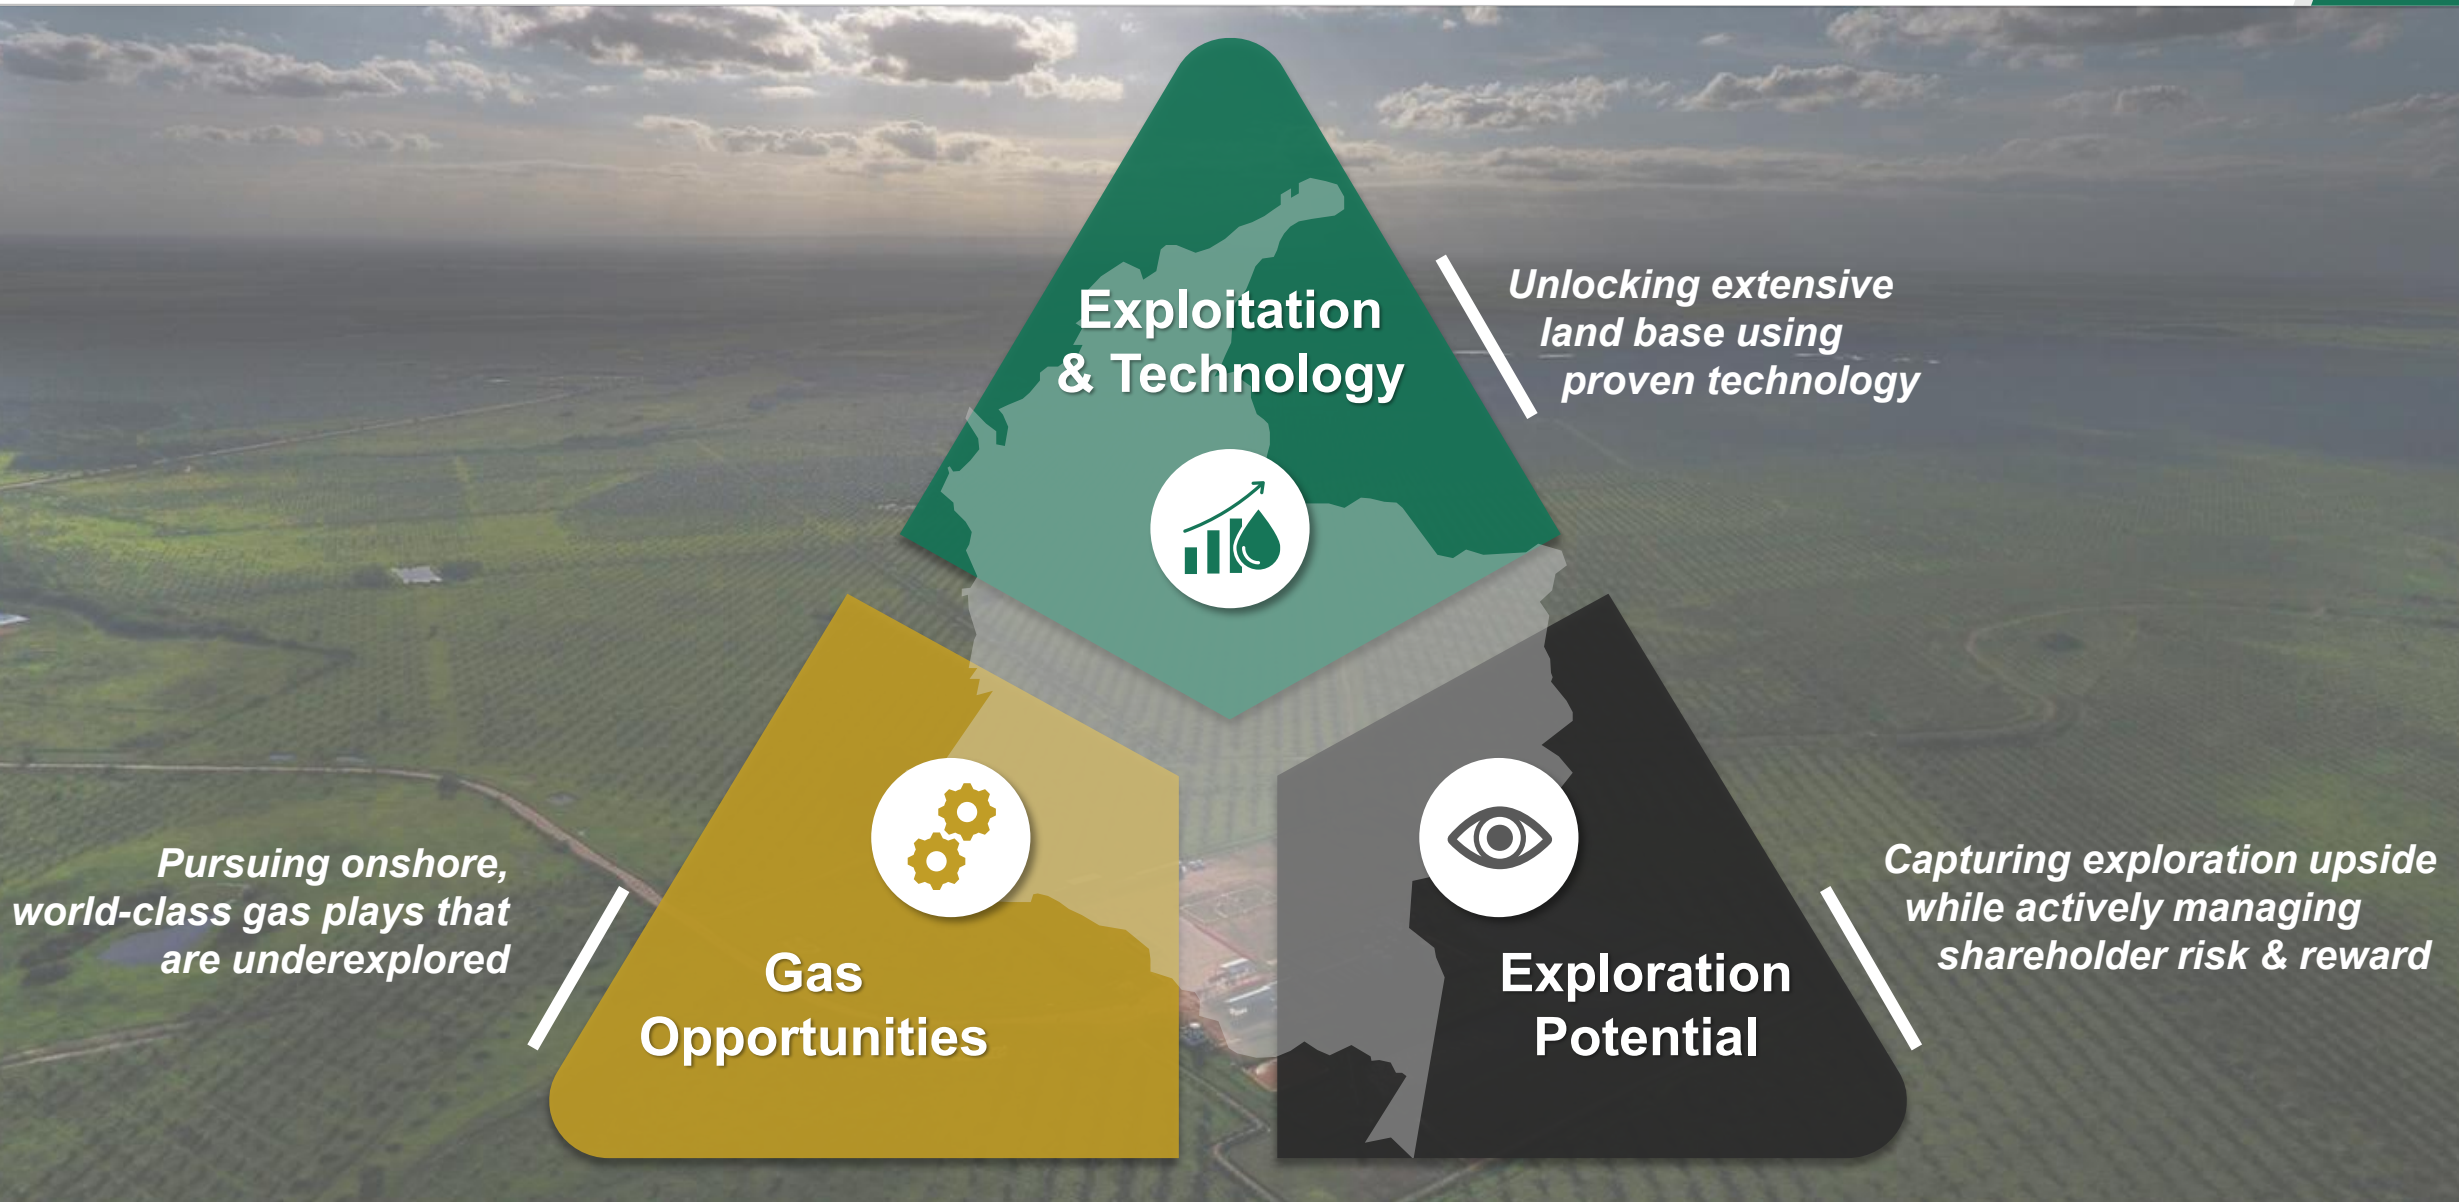 Exploitation
& Technology
Unlocking extensive
land base using
proven technology
Pursuing onshore,
world-class gas plays that
are underexplored
Gas
Opportunities
Exploration
Potential
Capturing exploration upside
while actively managing
shareholder risk & reward